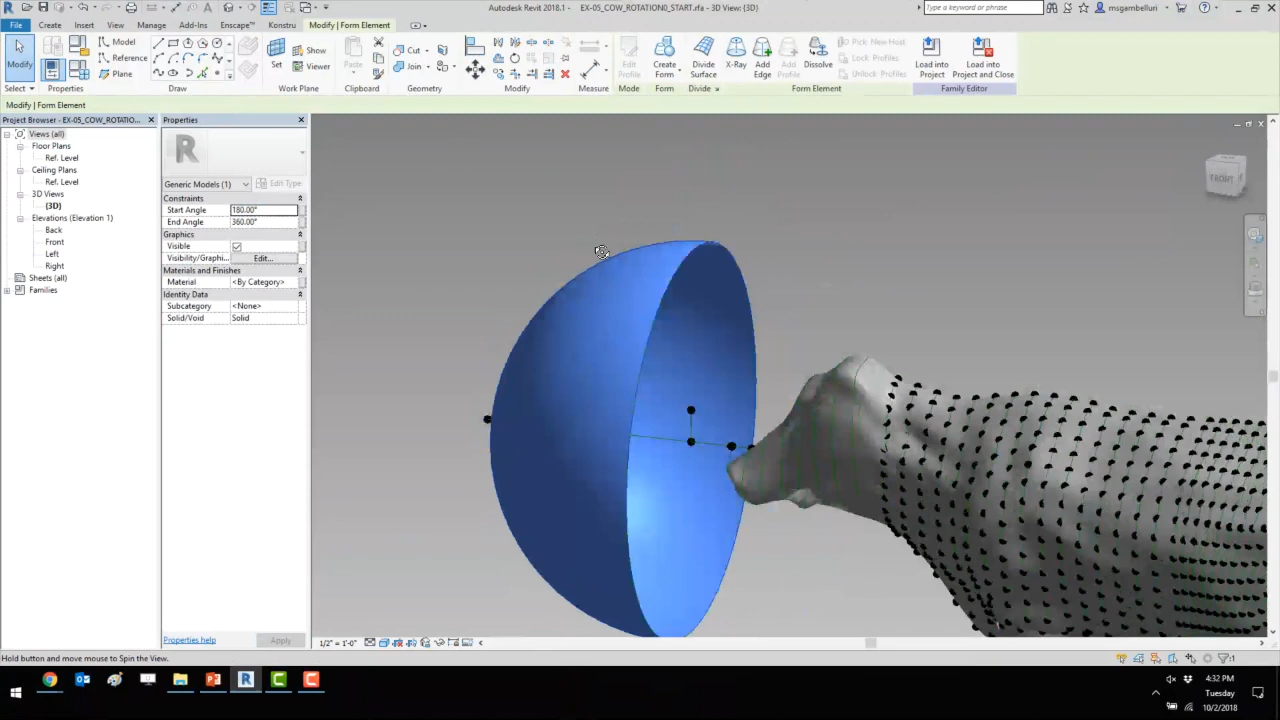 Autodesk Revit 2018.1 - EX-05_COW_ROTATION0_START.rfa - {3D}
Type a keyword or phrase
msgambelluri
File Create Insert View Manage Add-Ins Enscape™ Konstru Modify | Form Element
Modify
Model
Reference
Plane
Set
Show
Viewer
Paste
Cut
Join
Edit Profile
Create Form
Divide Surface
X-Ray
Add Edge
Add Profile
Dissolve
Pick New Host
Lock Profiles
Unlock Profiles
Load into Project
Load into Project and Close
Select Properties Draw Work Plane Clipboard Geometry Modify Measure Mode Form Divide Form Element Family Editor
Modify | Form Element
Project Browser - EX-05_COW_ROTATIO...
Views (all)
Floor Plans
Ref. Level
Ceiling Plans
Ref. Level
3D Views
{3D}
Elevations (Elevation 1)
Back
Front
Left
Right
Sheets (all)
Families
Properties
R
Generic Models (1) Edit Type
Constraints
Start Angle 180.00°
End Angle 360.00°
Graphics
Visible
Visibility/Graphi... Edit...
Materials and Finishes
Material <By Category>
Identity Data
Subcategory <None>
Solid/Void Solid
Properties help Apply
FRONT
1/2" = 1'-0"
Hold button and move mouse to Spin the View.
:1
4:32 PM
Tuesday
10/2/2018